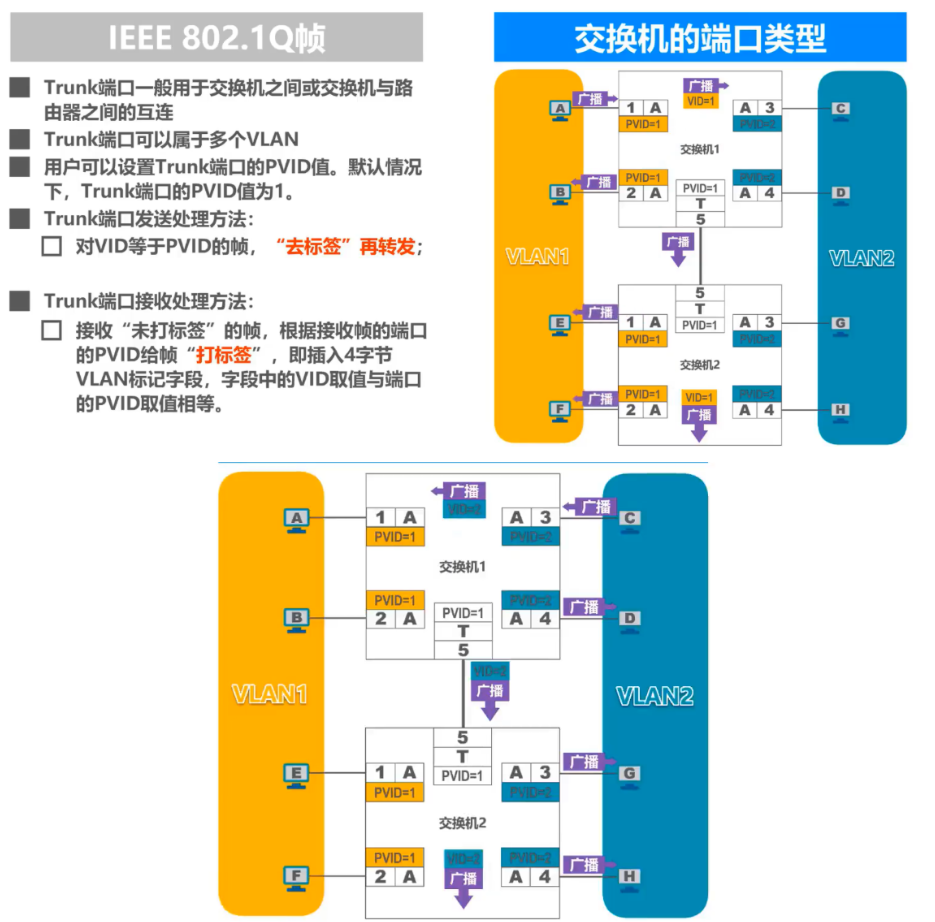 IEEE 802.1Q帧
Trunk端口一般用于交换机之间或交换机与路
由器之间的互连
Trunk端口可以属于多个VLAN
用户可以设置Trunk端口的PVID值。默认情况
下，Trunk端口的PVID值为1。
Trunk端口发送处理方法：
对VID等于PVID的帧，“去标签”再转发；
Trunk端口接收处理方法：
接收“未打标签”的帧，根据接收帧的端口
的PVID给帧“打标签”，即插入4字节
VLAN标记字段，字段中的VID取值与端口
的PVID取值相等。
交换机的端口类型
广播
VID=1
A 广播 1 A A 3 C
PVID=1 PVID=2
交换机1
PVID=1 PVID=2
B 广播 2 A PVID=1 A 4 D
T
5
广播
VLAN1 VLAN2
5
T
E 广播 1 A PVID=1 A 3 G
PVID=1 PVID=2
交换机2
PVID=1 VID=1 PVID=2
F 广播 2 A 广播 A 4 H
广播
VID=2
A 1 A A 3 广播 C
PVID=1 PVID=2
交换机1
PVID=1 PVID=2
B 2 A PVID=1 A 4 广播 D
T
5
VID=2
广播
VLAN1 VLAN2
5
T
E 1 A PVID=1 A 3 广播 G
PVID=1 PVID=2
交换机2
PVID=1 VID=2 PVID=2
F 2 A 广播 A 4 广播 H